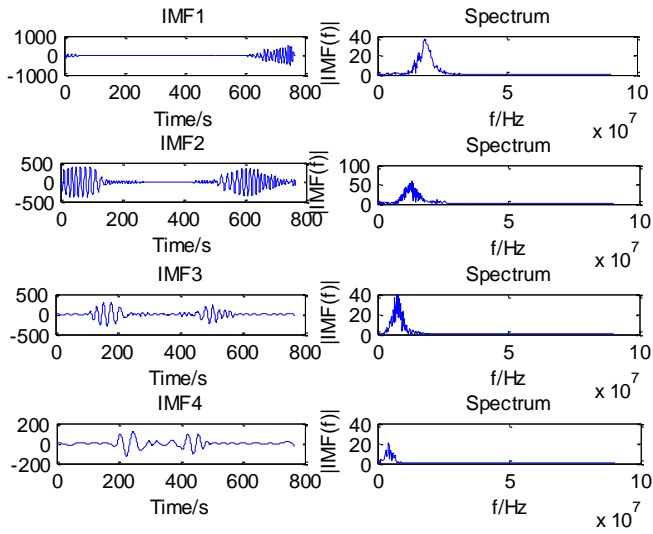 IMF1
1000
0
-1000
0 200 400 600 800
Time/s
Spectrum
|IMF(f)|
40
20
0
0 5 10
f/Hz
x 10^7
IMF2
500
0
-500
0 200 400 600 800
Time/s
Spectrum
|IMF(f)|
100
50
0
0 5 10
f/Hz
x 10^7
IMF3
500
0
-500
0 200 400 600 800
Time/s
Spectrum
|IMF(f)|
40
20
0
0 5 10
f/Hz
x 10^7
IMF4
200
0
-200
0 200 400 600 800
Time/s
Spectrum
|IMF(f)|
40
20
0
0 5 10
f/Hz
x 10^7